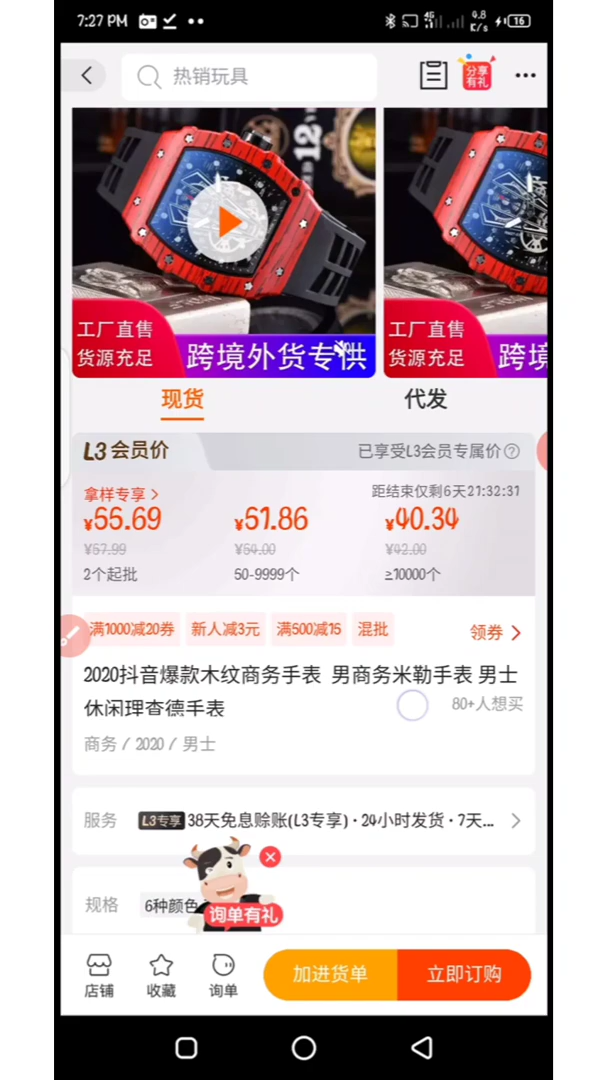 7:27 PM
4G
0.8
K/s
16
热销玩具
分享
有礼
12
工厂直售
货源充足
跨境外货专供
工厂直售
货源充足
跨境
现货
代发
L3会员价
已享受L3会员专属价?
拿样专享 >
距结束仅剩6天21:32:31
¥55.69
¥51.86
¥40.34
¥57.99
¥54.00
¥42.00
2个起批
50-9999个
≥10000个
满1000减20券
新人减3元
满500减15
混批
领券 >
2020抖音爆款木纹商务手表 男商务米勒手表 男士
休闲理查德手表
80+人想买
商务 / 2020 / 男士
服务
L3专享 38天免息赊账(L3专享)·24小时发货·7天...
规格
6种颜色
询单有礼
店铺
收藏
询单
加进货单
立即订购